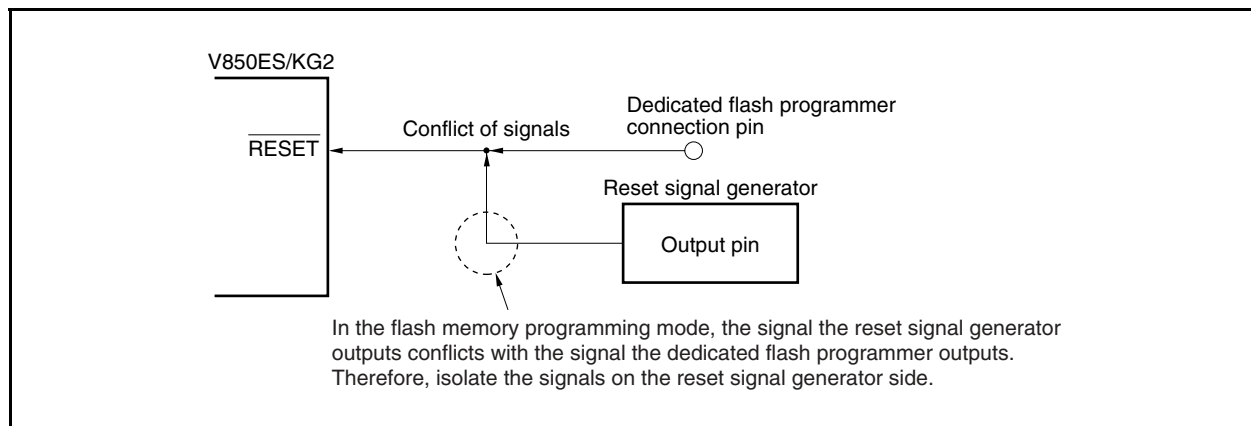 V850ES/KG2
Dedicated flash programmer
connection pin
Conflict of signals
RESET
Reset signal generator
Output pin
In the flash memory programming mode, the signal the reset signal generator
outputs conflicts with the signal the dedicated flash programmer outputs.
Therefore, isolate the signals on the reset signal generator side.